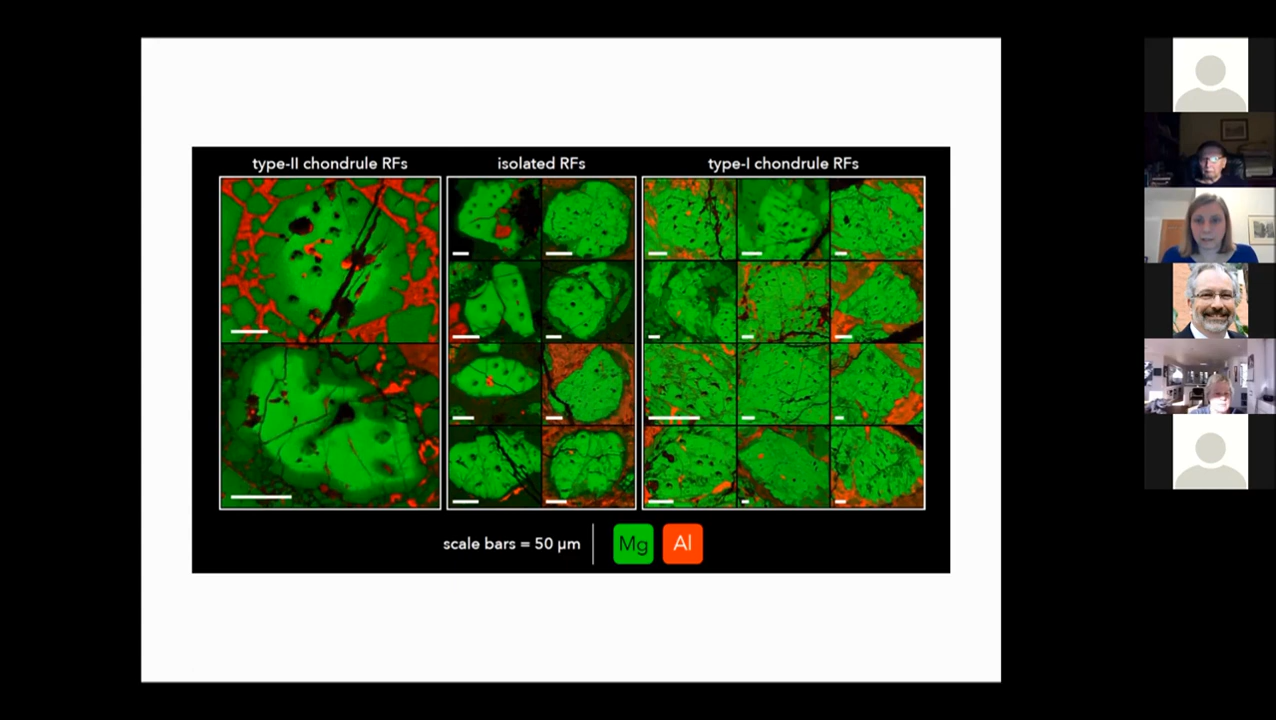 type-II chondrule RFs
isolated RFs
type-I chondrule RFs
scale bars = 50 µm
Mg
Al